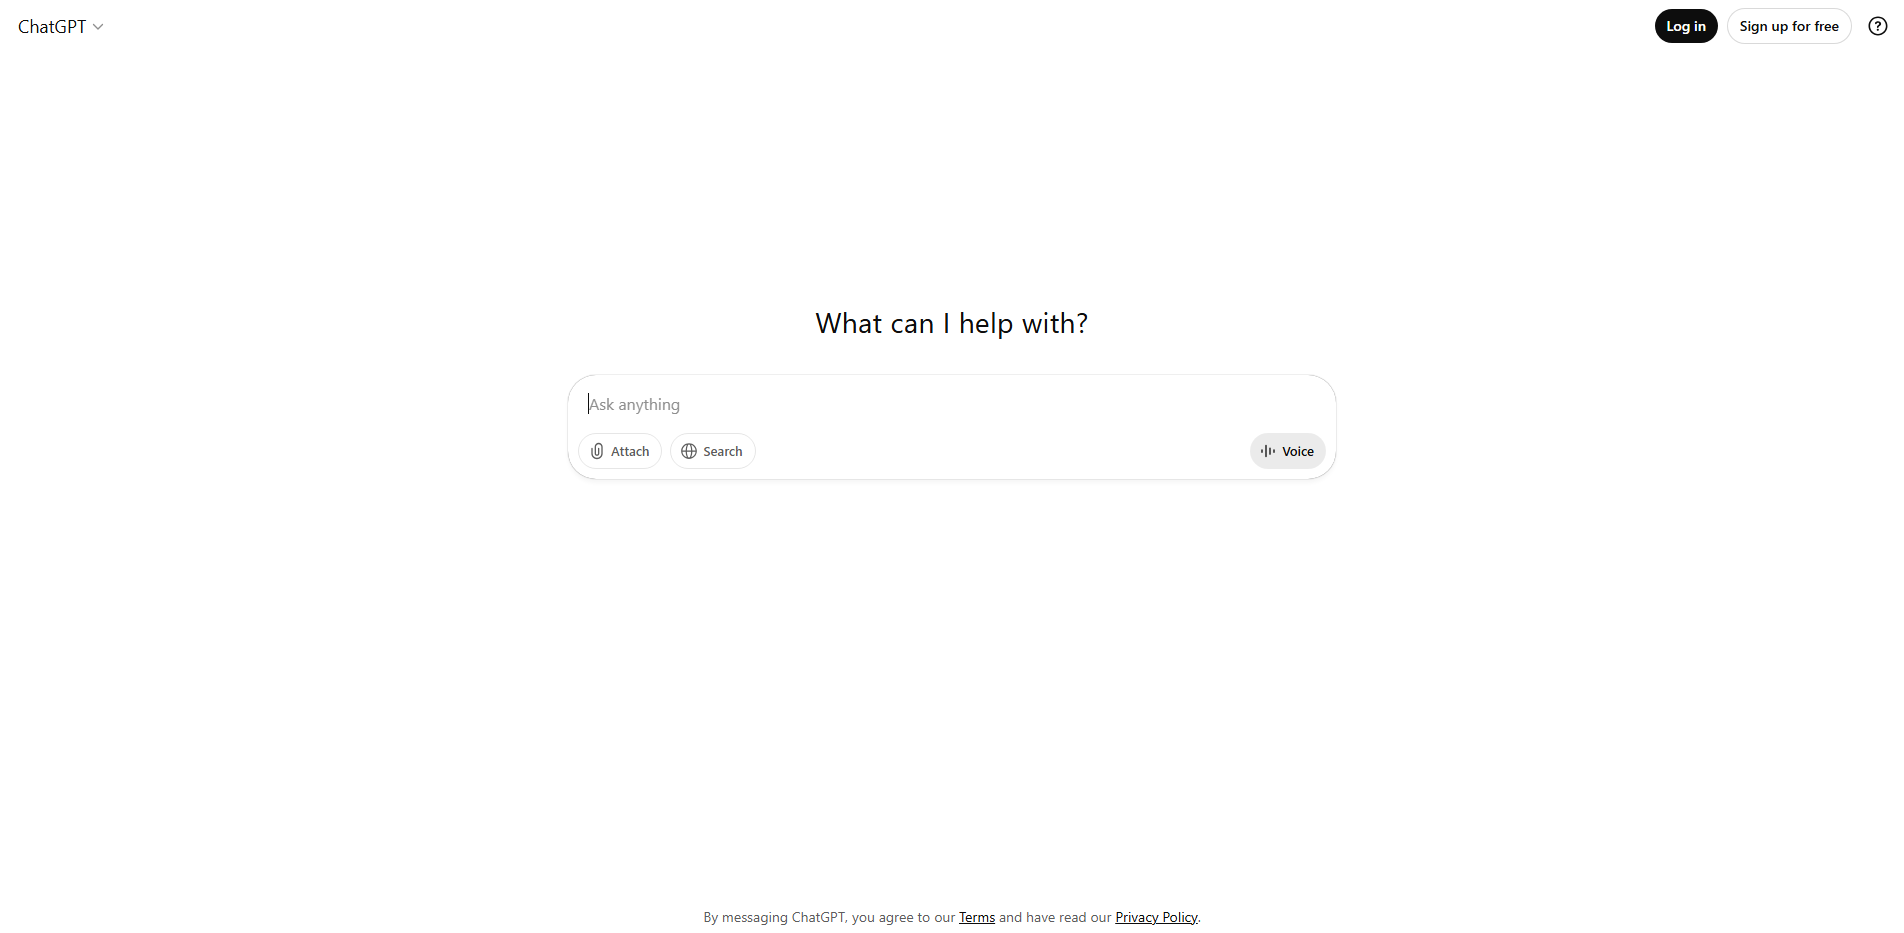 ChatGPT
Log in
Sign up for free
?
What can I help with?
Ask anything
Attach
Search
Voice
By messaging ChatGPT, you agree to our Terms and have read our Privacy Policy.